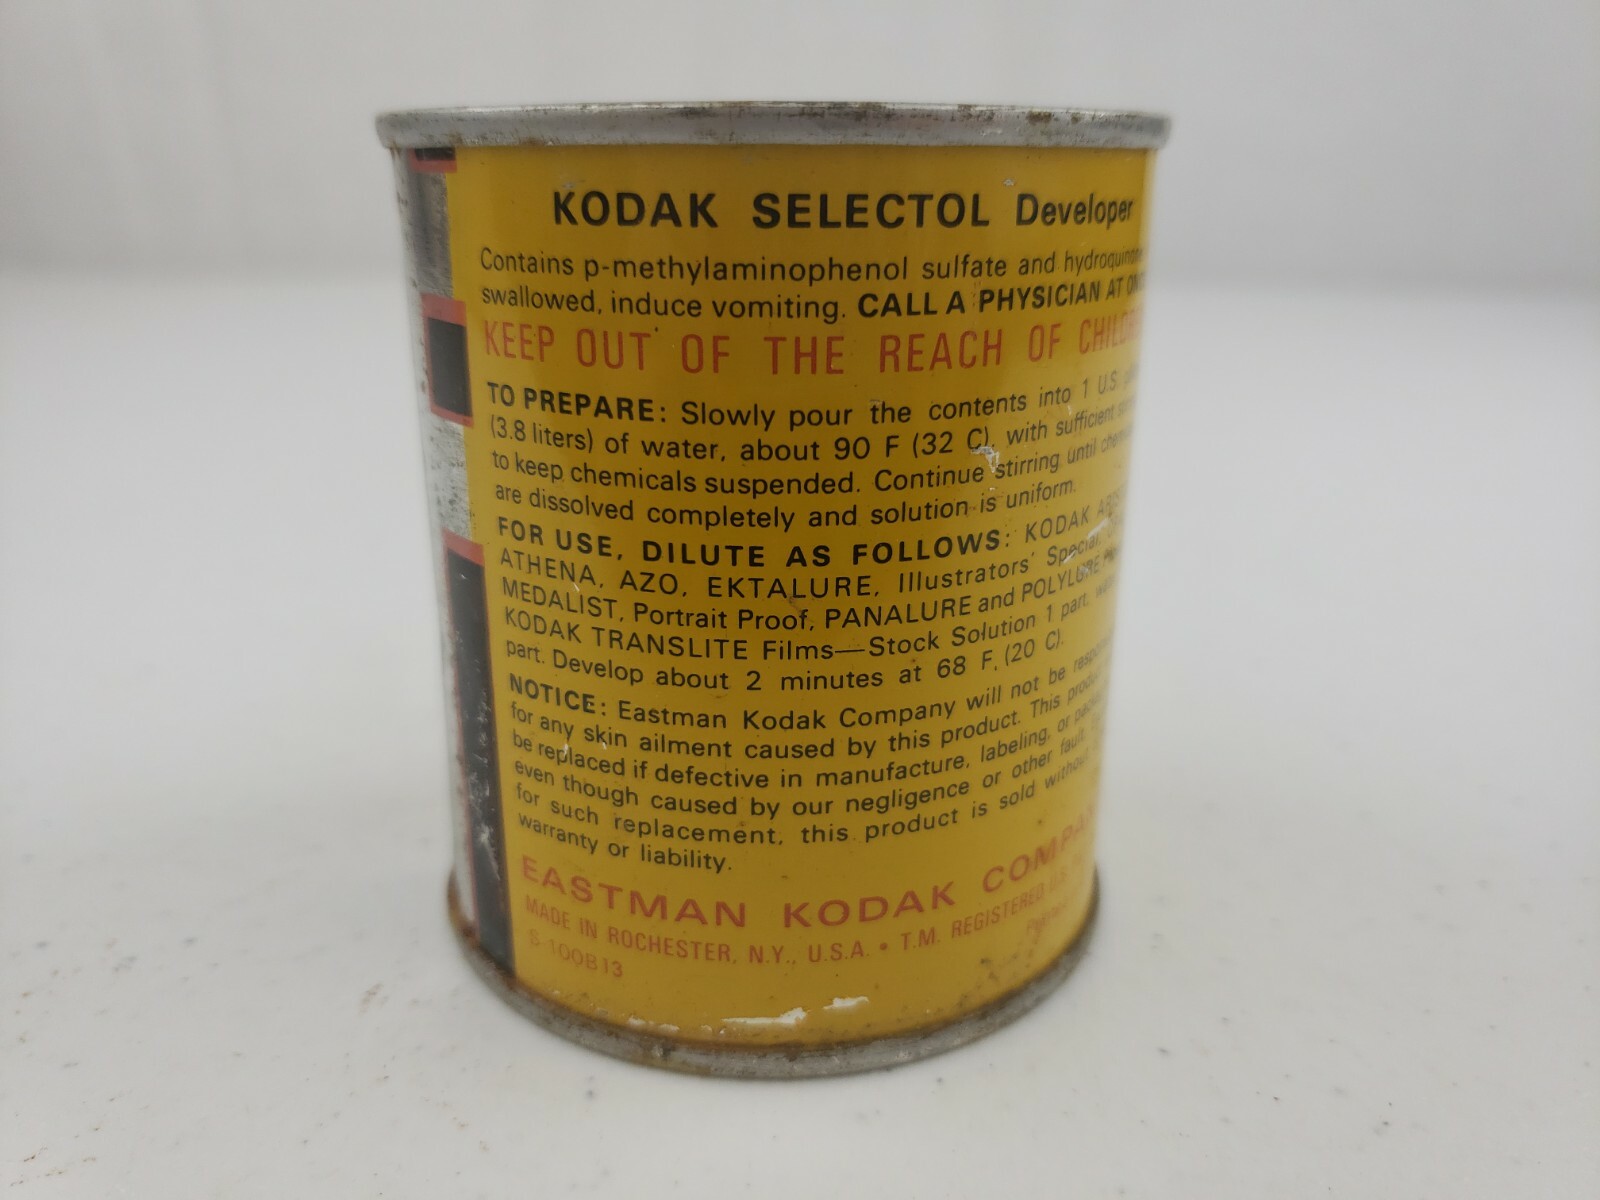 KODAK SELECTOL Developer
Contains p-methylaminophenol sulfate and hydroquinone
swallowed, induce vomiting. CALL A PHYSICIAN AT ONC
KEEP OUT OF THE REACH OF CHILDRE
TO PREPARE: Slowly pour the contents into 1 U.S.
(3.8 liters) of water, about 90 F (32 C), with sufficient
to keep chemicals suspended. Continue stirring until chem
are dissolved completely and solution is uniform.
FOR USE, DILUTE AS FOLLOWS: KODAK
ATHENA, AZO, EKTALURE, Illustrators' Special,
MEDALIST, Portrait Proof, PANALURE and POLYLURE
KODAK TRANSLITE Films—Stock Solution 1 part,
part. Develop about 2 minutes at 68 F, (20 C).
NOTICE: Eastman Kodak Company will not be respon
for any skin ailment caused by this product. This produ
be replaced if defective in manufacture, labeling, or
even though caused by our negligence or other fault.
for such replacement, this product is sold without
warranty or liability.
EASTMAN KODAK COMPAN
MADE IN ROCHESTER, N.Y., U.S.A. • T.M. REGISTERED U.S.
S-100B13